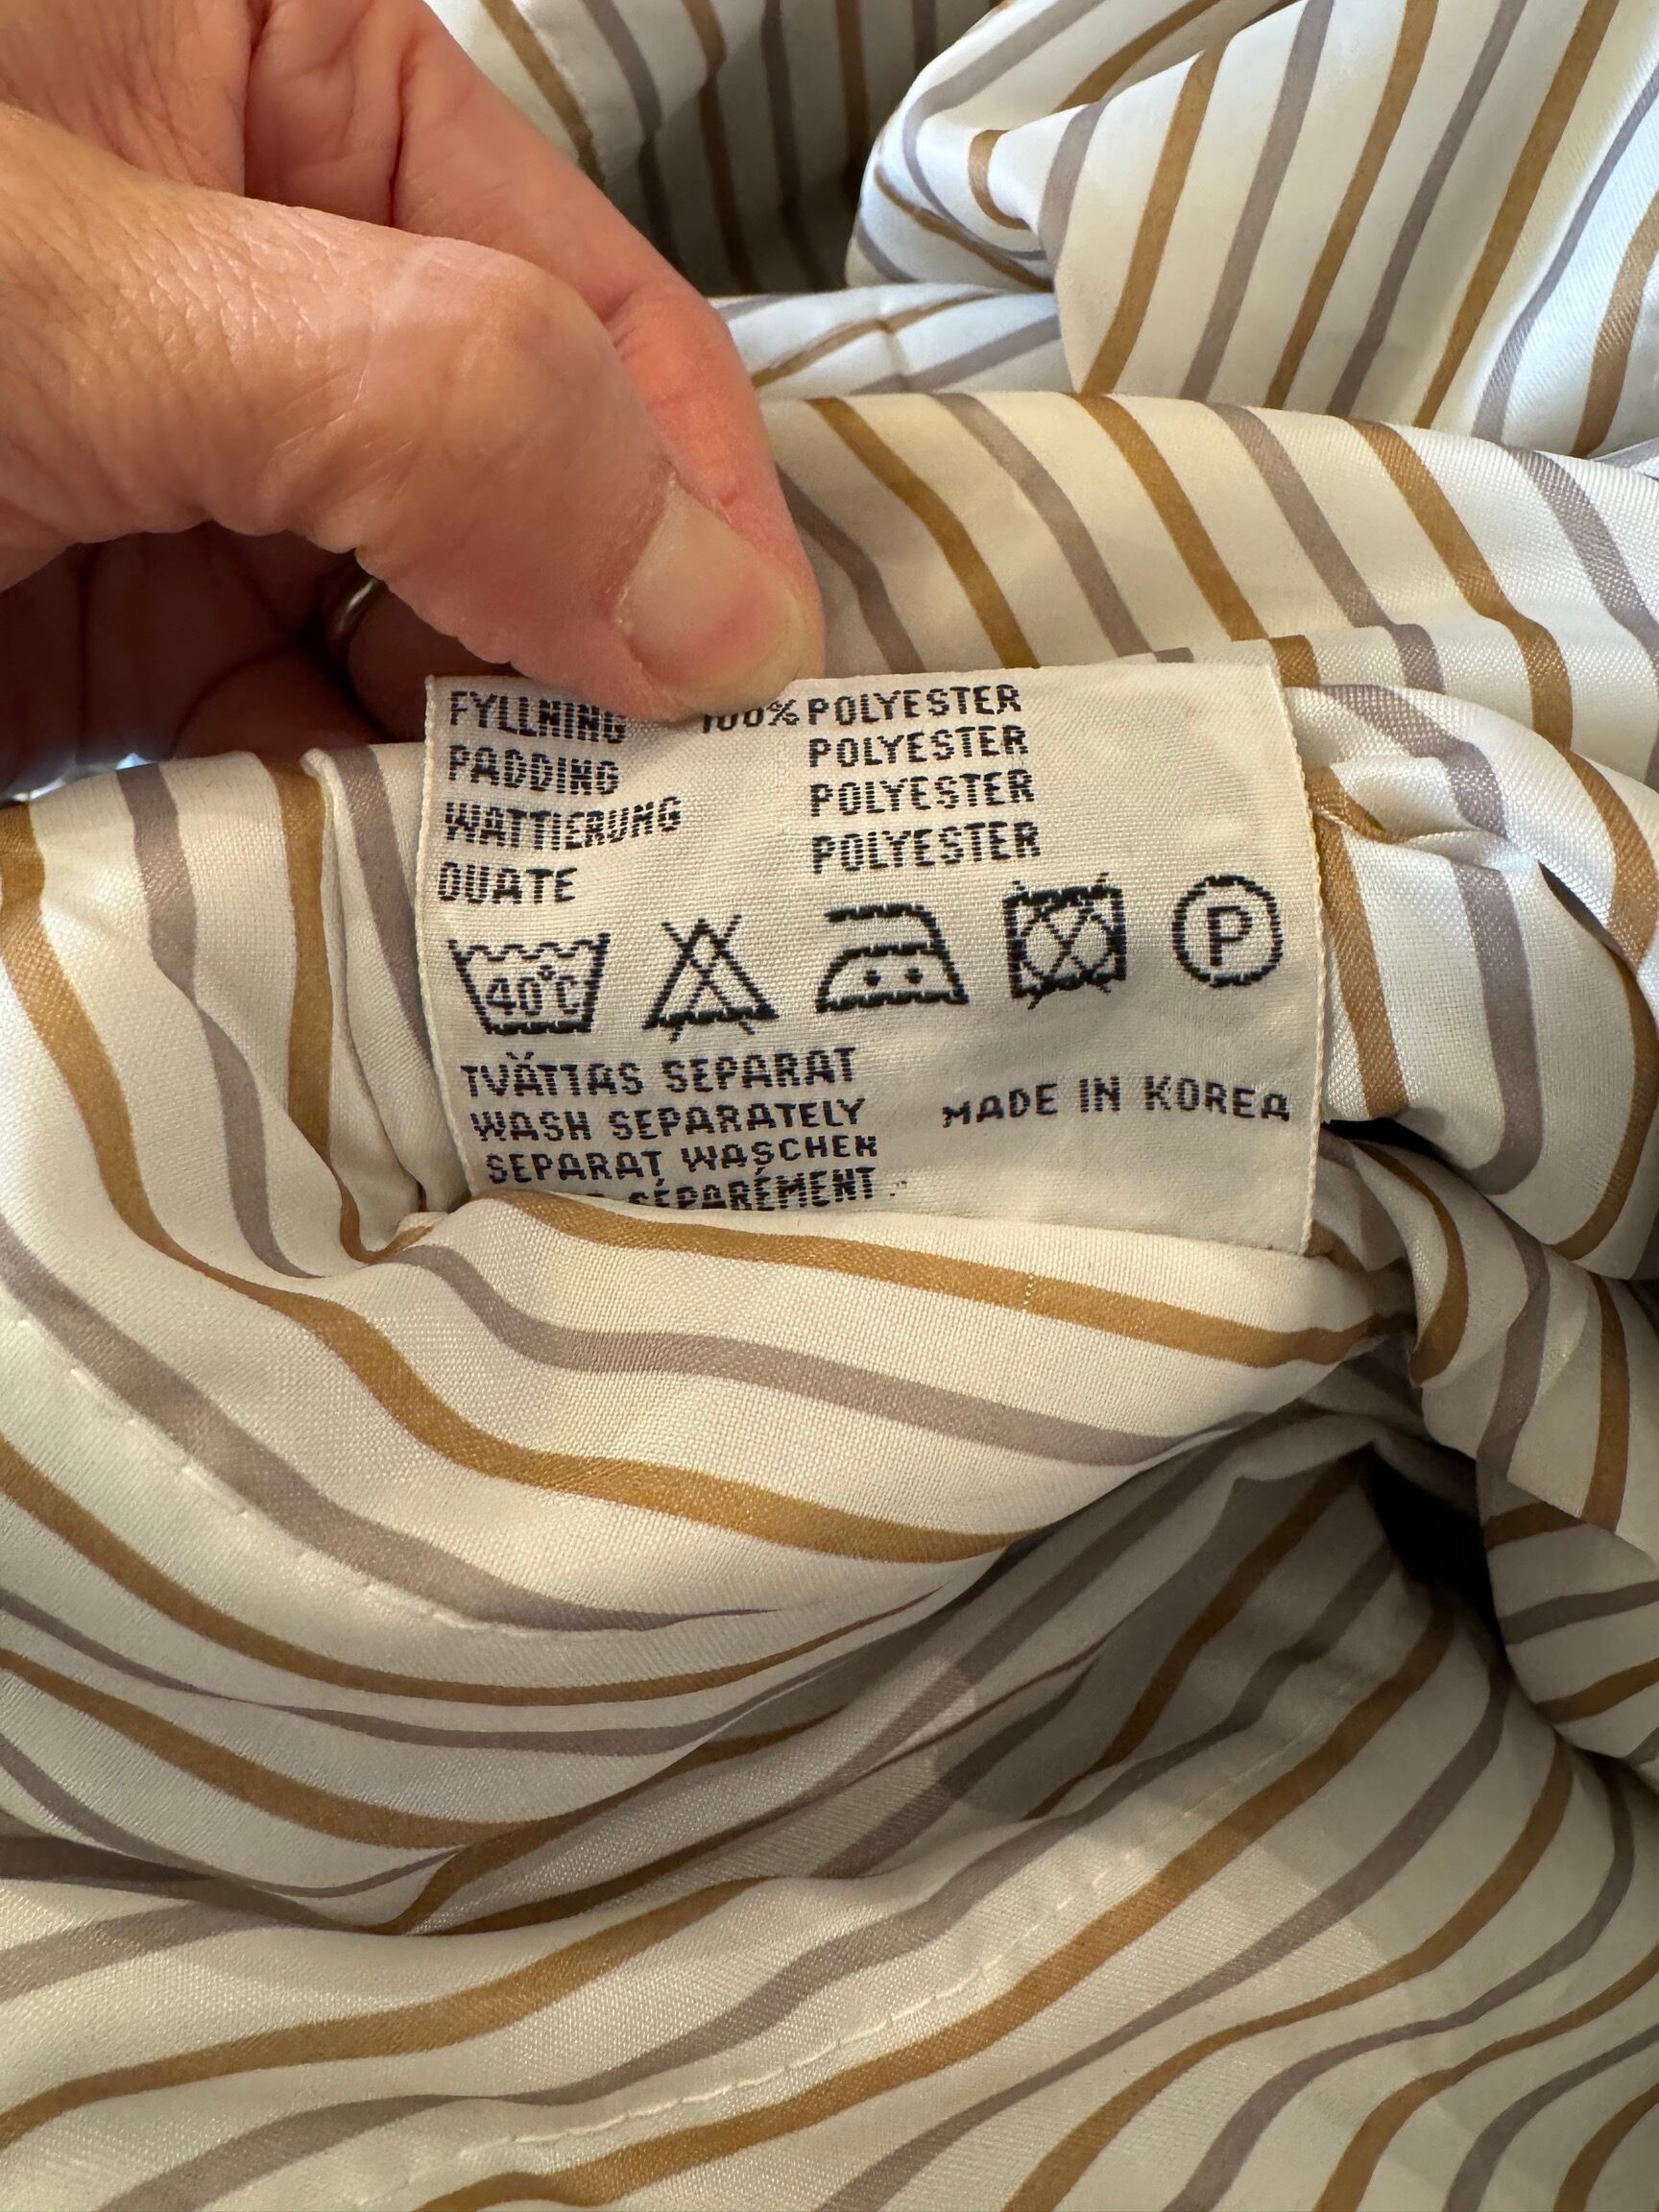 FYLLNING 100% POLYESTER
PADDING POLYESTER
WATTIERUNG POLYESTER
OUATE POLYESTER
40°C P
TVÄTTAS SEPARAT
WASH SEPARATELY MADE IN KOREA
SEPARAT WASCHEN
SÉPARÉMENT